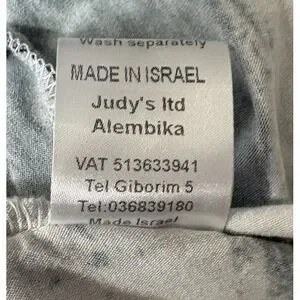 Wash separately
MADE IN ISRAEL
Judy's ltd
Alembika
VAT 513633941
Tel Giborim 5
Tel:036839180
Made Israel